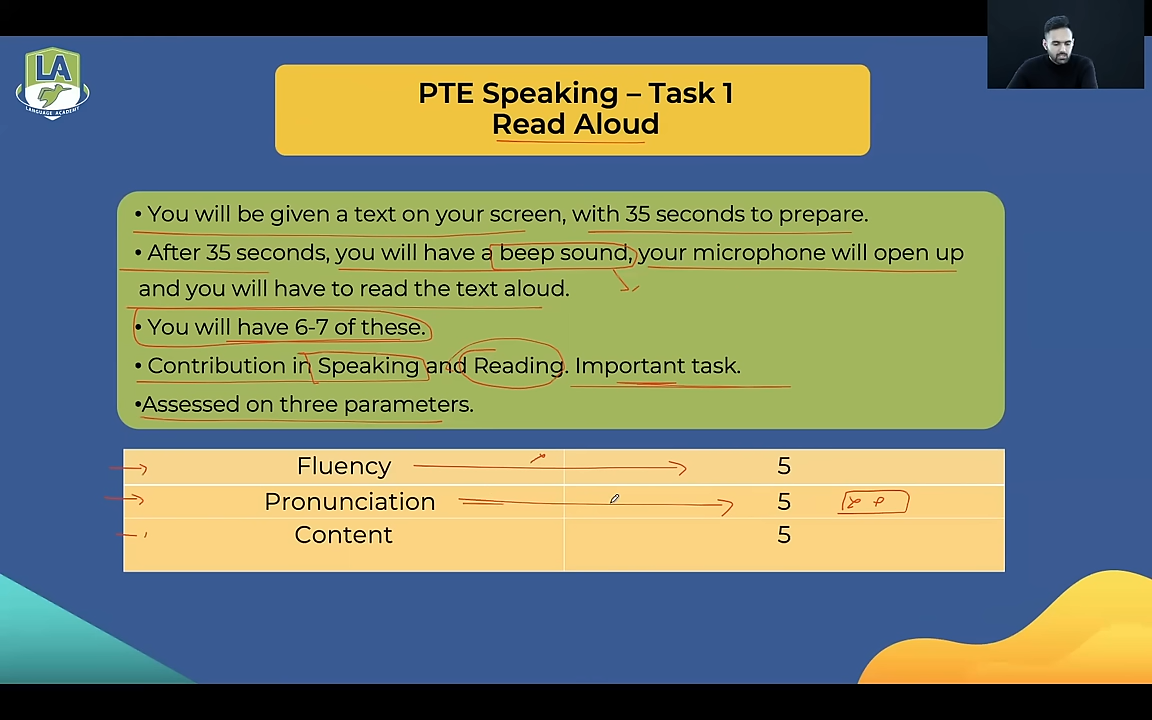 LA
LANGUAGE ACADEMY
PTE Speaking – Task 1
Read Aloud
• You will be given a text on your screen, with 35 seconds to prepare.
• After 35 seconds, you will have a beep sound, your microphone will open up
and you will have to read the text aloud.
• You will have 6-7 of these.
• Contribution in Speaking and Reading. Important task.
•Assessed on three parameters.
Fluency 5
Pronunciation 5
Content 5